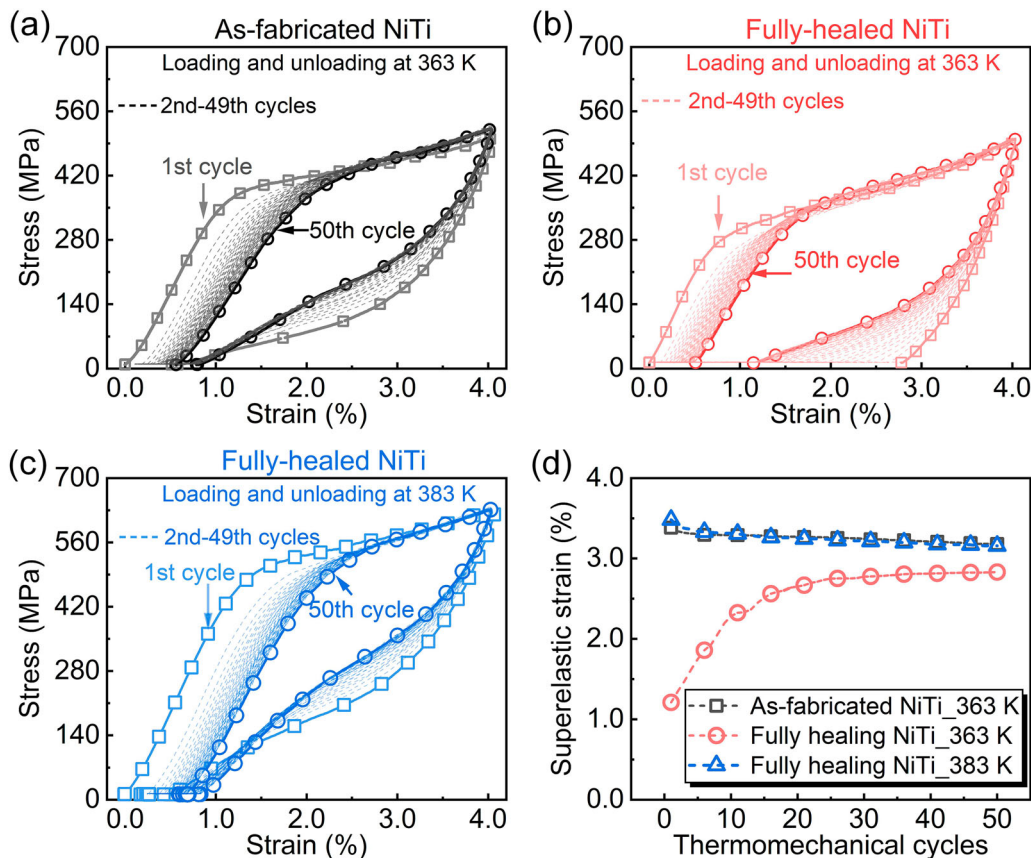 (a)
As-fabricated NiTi
Loading and unloading at 363 K
2nd-49th cycles
1st cycle
50th cycle
Stress (MPa)
700
560
420
280
140
0
0.0 1.0 2.0 3.0 4.0
Strain (%)
(b)
Fully-healed NiTi
Loading and unloading at 363 K
2nd-49th cycles
1st cycle
50th cycle
Stress (MPa)
700
560
420
280
140
0
0.0 1.0 2.0 3.0 4.0
Strain (%)
(c)
Fully-healed NiTi
Loading and unloading at 383 K
2nd-49th cycles
1st cycle
50th cycle
Stress (MPa)
700
560
420
280
140
0
0.0 1.0 2.0 3.0 4.0
Strain (%)
(d)
Superelastic strain (%)
4.0
3.0
2.0
1.0
0.0
As-fabricated NiTi_363 K
Fully healing NiTi_363 K
Fully healing NiTi_383 K
0 10 20 30 40 50
Thermomechanical cycles